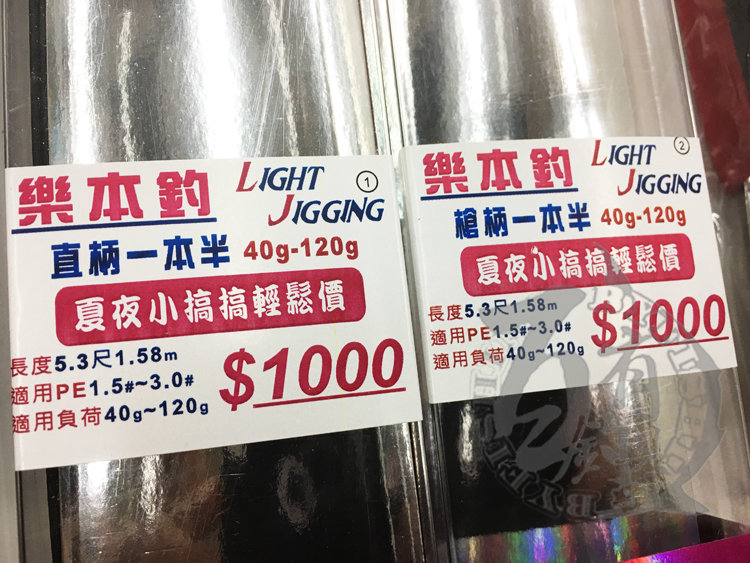 樂本釣 LIGHT JIGGING ①
直柄一本半 40g-120g
夏夜小搞搞輕鬆價
長度5.3尺1.58m
適用PE1.5#~3.0#
適用負荷40g~120g
$1000
樂本釣 LIGHT JIGGING ②
槍柄一本半 40g-120g
夏夜小搞搞輕鬆價
長度5.3尺1.58m
適用PE1.5#~3.0#
適用負荷40g~120g
$1000